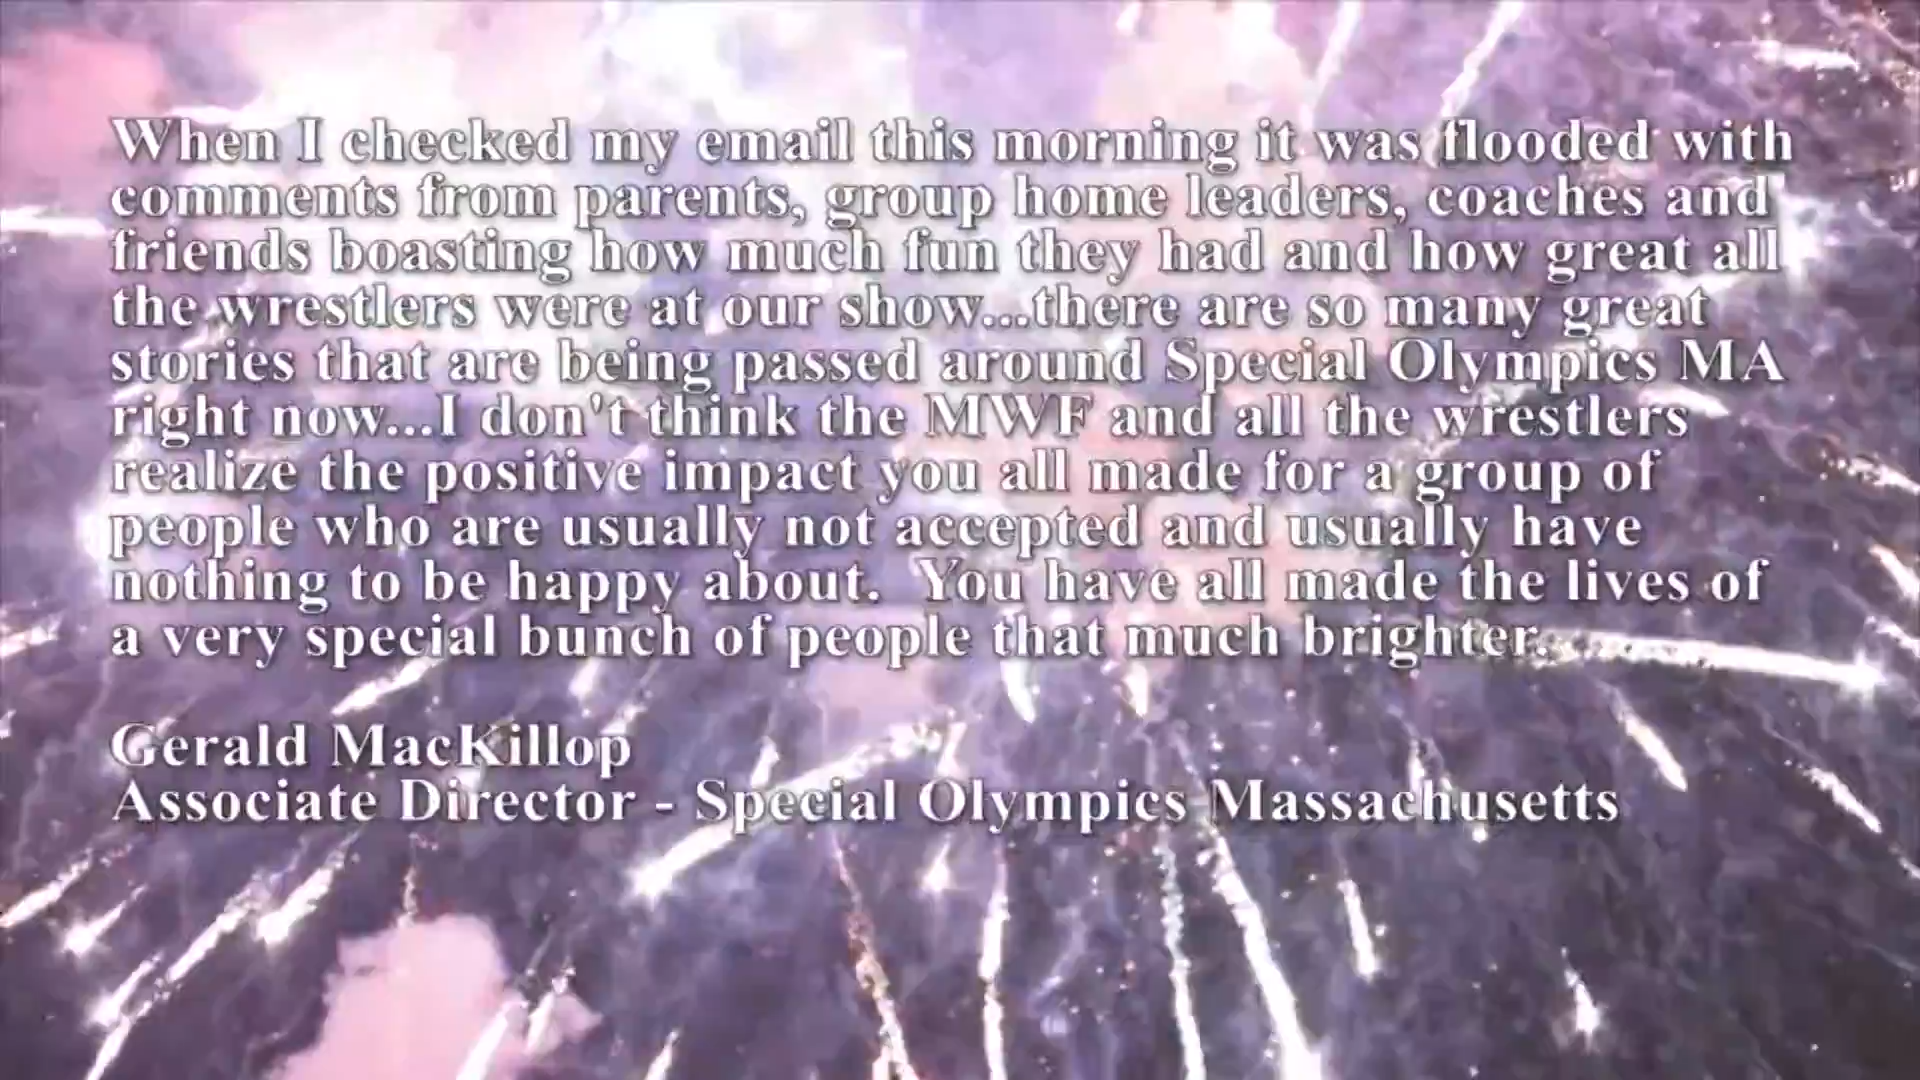 When I checked my email this morning it was flooded with
comments from parents, group home leaders, coaches and
friends boasting how much fun they had and how great all
the wrestlers were at our show...there are so many great
stories that are being passed around Special Olympics MA
right now...I don't think the MWF and all the wrestlers
realize the positive impact you all made for a group of
people who are usually not accepted and usually have
nothing to be happy about.  You have all made the lives of
a very special bunch of people that much brighter.
Gerald MacKillop
Associate Director - Special Olympics Massachusetts